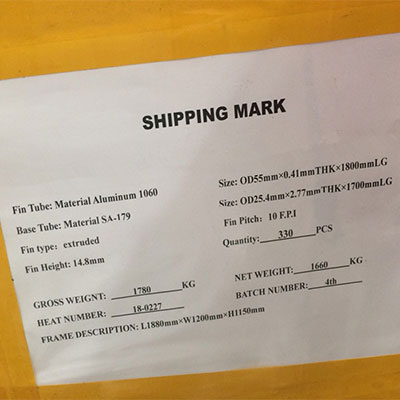 SHIPPING MARK
Fin Tube: Material Aluminum 1060 Size: OD55mm×0.41mmTHK×1800mmLG
Base Tube: Material SA-179 Size: OD25.4mm×2.77mmTHK×1700mmLG
Fin type: extruded Fin Pitch: 10 F.P.I
Fin Height: 14.8mm Quantity: 330 PCS
GROSS WEIGNT: 1780 KG NET WEIGHT: 1660 KG
HEAT NUMBER: 18-0227 BATCH NUMBER: 4th
FRAME DESCRIPTION: L1880mm×W1200mm×H1150mm